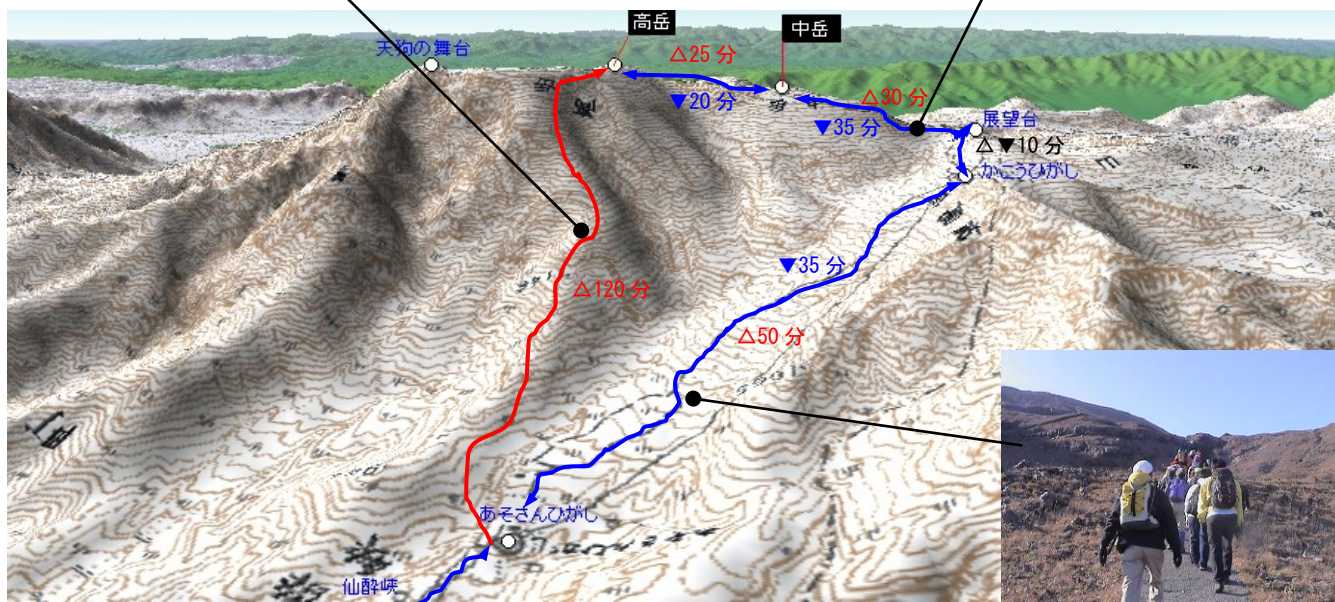 高岳
中岳
天狗の舞台
△25 分
▼20 分
△30 分
▼35 分
展望台
△▼10 分
かこうひがし
▼35 分
△120 分
△50 分
あそさんひがし
仙酔峡